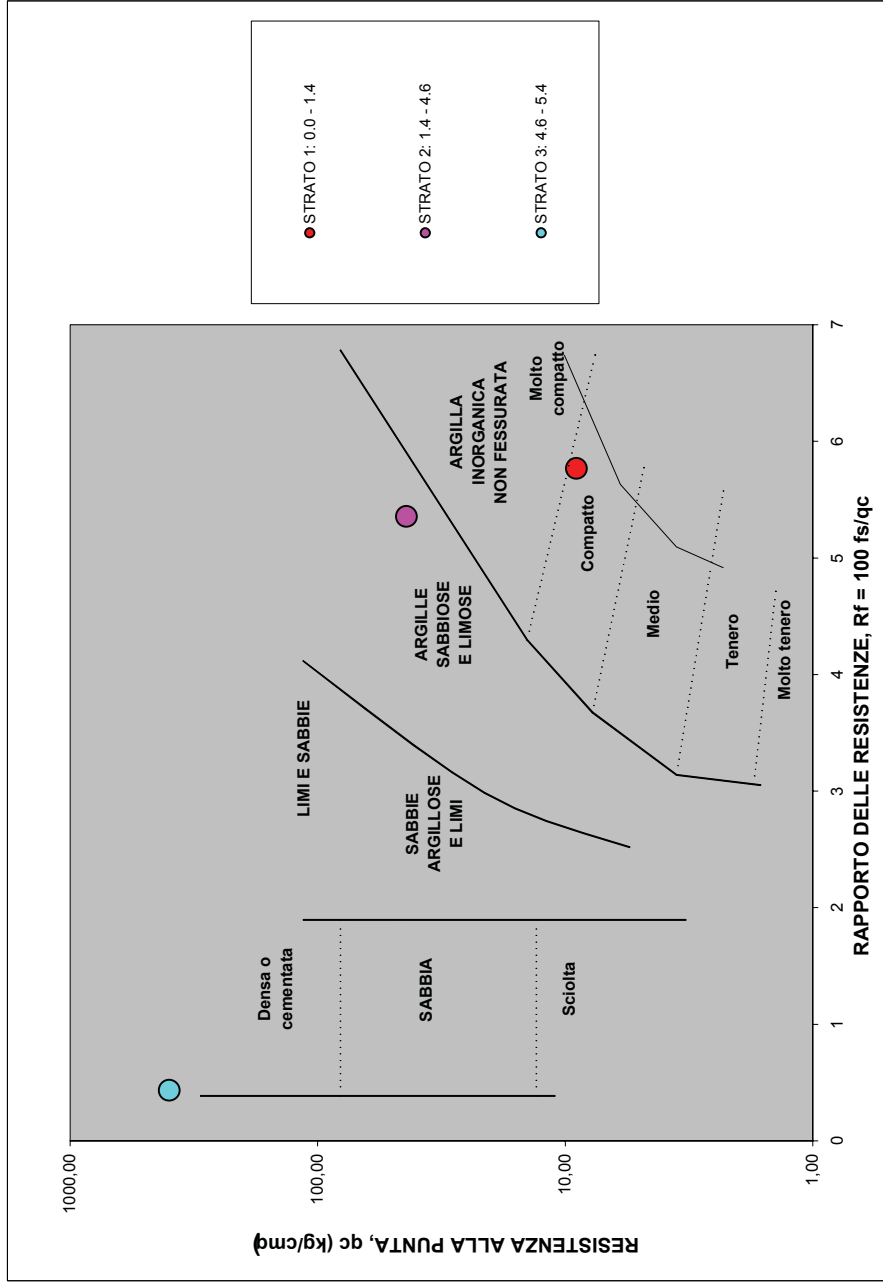 RESISTENZA ALLA PUNTA, qc (kg/cmq)
1000,00
100,00
10,00
1,00
Densa o
cementata
SABBIA
Sciolta
LIMI E SABBIE
SABBIE
ARGILLOSE
E LIMI
ARGILLE
SABBIOSE
E LIMOSE
ARGILLA
INORGANICA
NON FESSURATA
Molto
compatto
Compatto
Medio
Tenero
Molto tenero
0
1
2
3
4
5
6
7
RAPPORTO DELLE RESISTENZE, Rf = 100 fs/qc
STRATO 1: 0.0 - 1.4
STRATO 2: 1.4 - 4.6
STRATO 3: 4.6 - 5.4